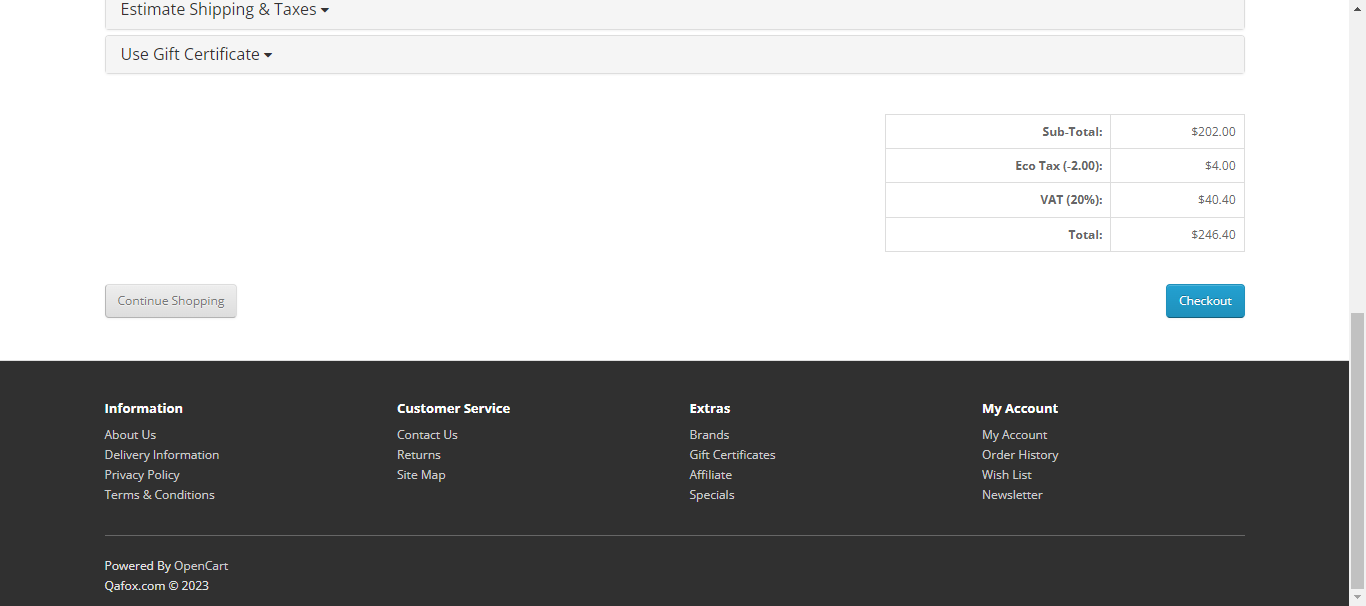 Estimate Shipping & Taxes
Use Gift Certificate
Sub-Total: $202.00
Eco Tax (-2.00): $4.00
VAT (20%): $40.40
Total: $246.40
Continue Shopping
Checkout
Information
About Us
Delivery Information
Privacy Policy
Terms & Conditions
Customer Service
Contact Us
Returns
Site Map
Extras
Brands
Gift Certificates
Affiliate
Specials
My Account
My Account
Order History
Wish List
Newsletter
Powered By OpenCart
Qafox.com © 2023